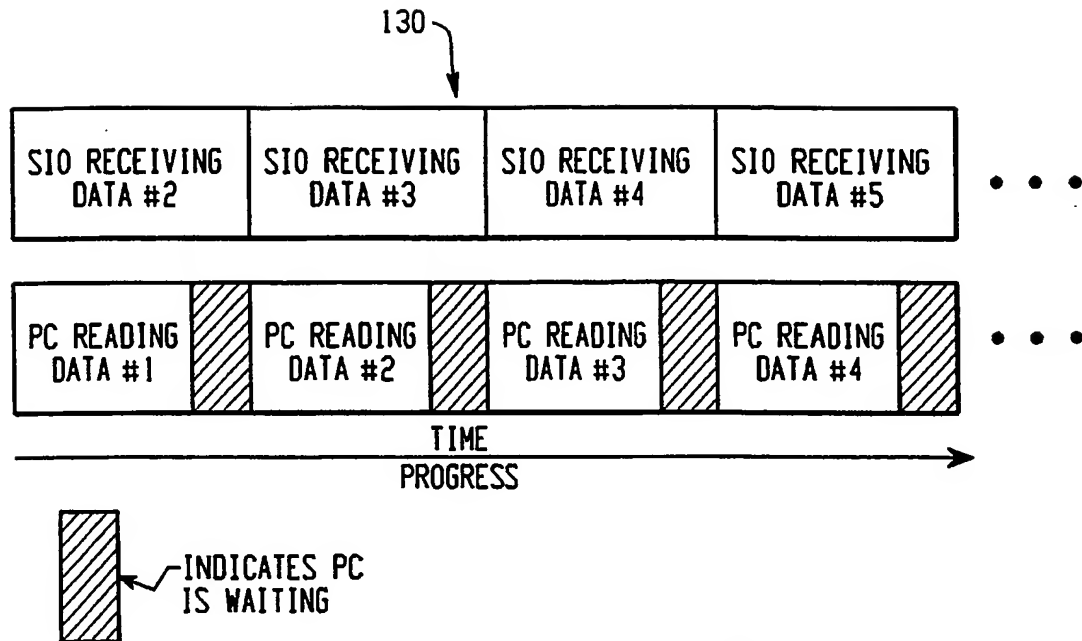 130
SIO RECEIVING
DATA #2
SIO RECEIVING
DATA #3
SIO RECEIVING
DATA #4
SIO RECEIVING
DATA #5
• • •
PC READING
DATA #1
PC READING
DATA #2
PC READING
DATA #3
PC READING
DATA #4
• • •
TIME
PROGRESS
INDICATES PC
IS WAITING